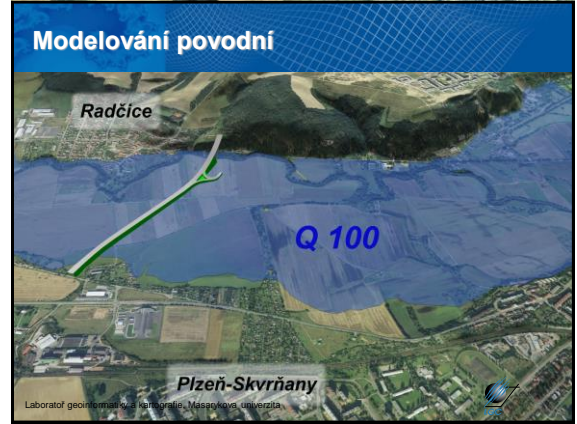 Modelování povodní
Radčice
Q 100
Plzeň-Skvrňany
Laboratoř geoinformatiky a kartografie, Masarykova univerzita